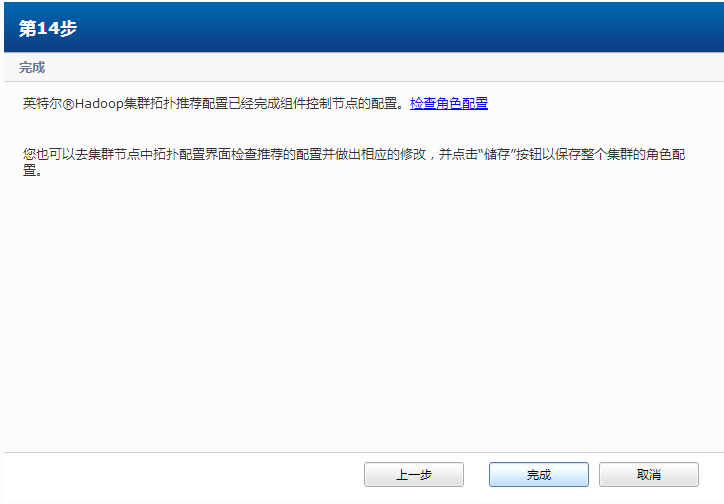 第14步
完成
英特尔®Hadoop集群拓扑推荐配置已经完成组件控制节点的配置。检查角色配置
您也可以去集群节点中拓扑配置界面检查推荐的配置并做出相应的修改，并点击“储存”按钮以保存整个集群的角色配
置。
上一步 完成 取消